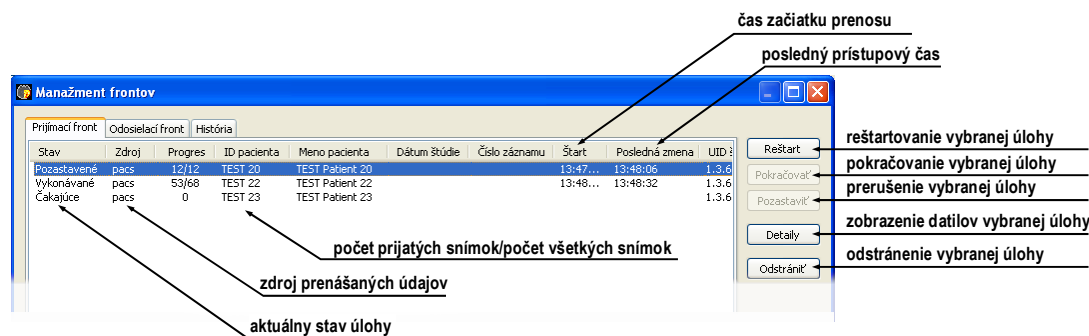 čas začiatku prenosu
posledný prístupový čas
Manažment frontov
Prijímací front Odosielací front História
Stav Zdroj Progres ID pacienta Meno pacienta Dátum štúdie Číslo záznamu Štart Posledná zmena UID
Pozastavené pacs 12/12 TEST 20 TEST Patient 20 13:47... 13:48:06 1.3.6
Vykonávané pacs 53/68 TEST 22 TEST Patient 22 13:48... 13:48:32 1.3.6
Čakajúce pacs 0 TEST 23 TEST Patient 23 1.3.6
Reštart reštartovanie vybranej úlohy
Pokračovať pokračovanie vybranej úlohy
Pozastaviť prerušenie vybranej úlohy
Detaily zobrazenie datilov vybranej úlohy
Odstrániť odstránenie vybranej úlohy
počet prijatých snímok/počet všetkých snímok
zdroj prenášaných údajov
aktuálny stav úlohy